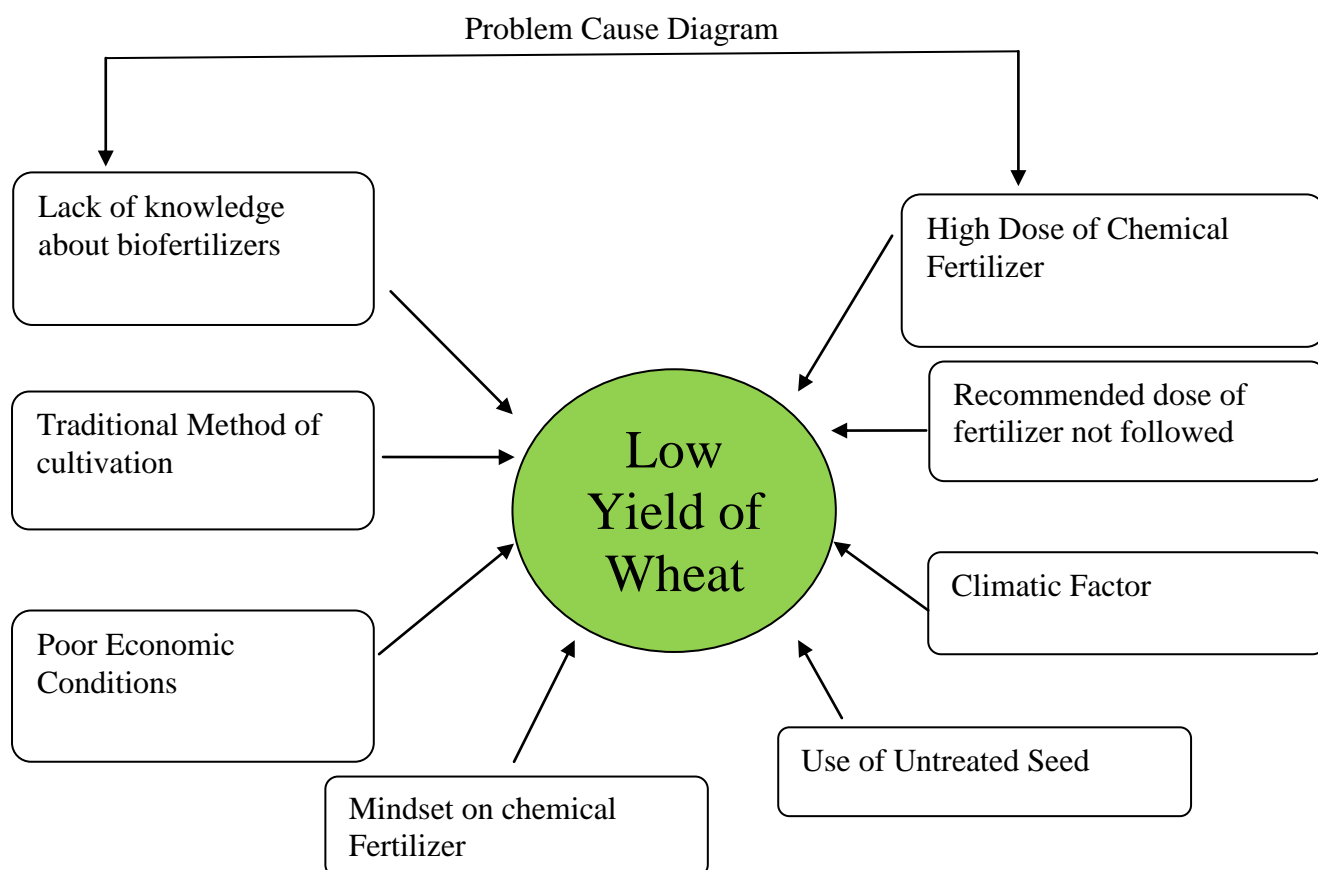 Problem Cause Diagram
Lack of knowledge
about biofertilizers
High Dose of Chemical
Fertilizer
Traditional Method of
cultivation
Recommended dose of
fertilizer not followed
Low
Yield of
Wheat
Climatic Factor
Poor Economic
Conditions
Use of Untreated Seed
Mindset on chemical
Fertilizer